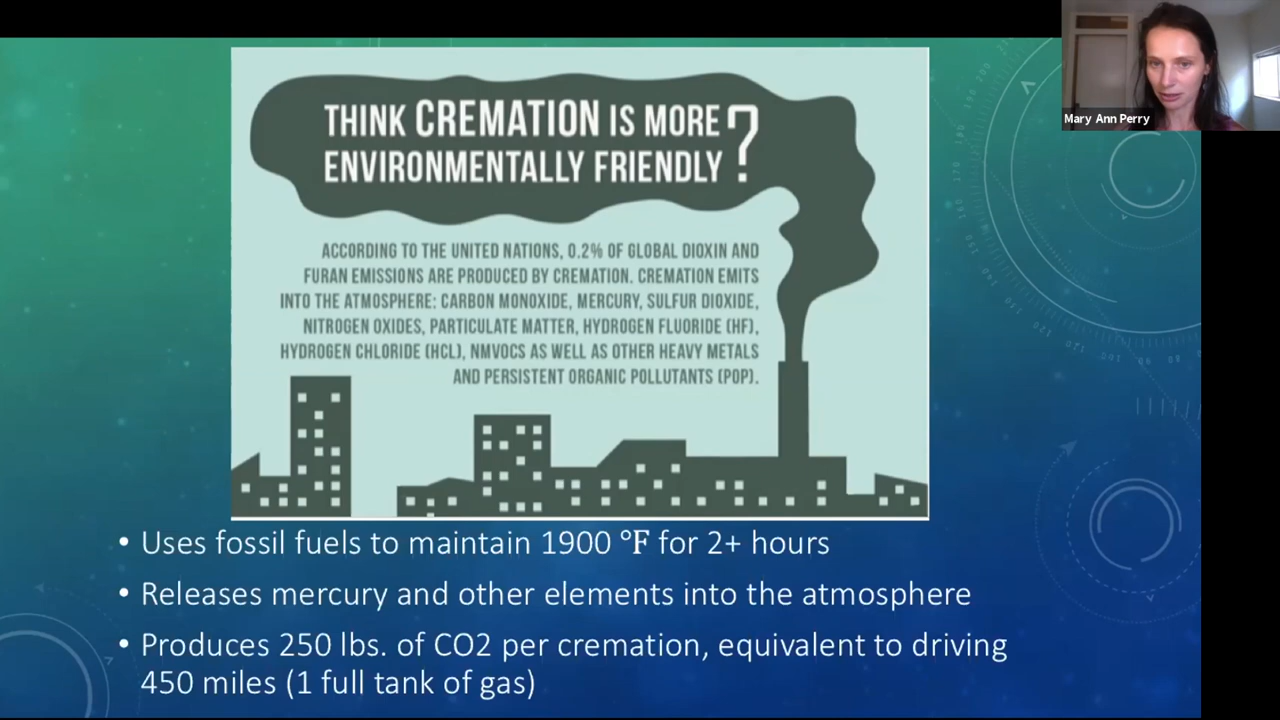 THINK CREMATION IS MORE
ENVIRONMENTALLY FRIENDLY ?
ACCORDING TO THE UNITED NATIONS, 0.2% OF GLOBAL DIOXIN AND
FURAN EMISSIONS ARE PRODUCED BY CREMATION. CREMATION EMITS
INTO THE ATMOSPHERE: CARBON MONOXIDE, MERCURY, SULFUR DIOXIDE,
NITROGEN OXIDES, PARTICULATE MATTER, HYDROGEN FLUORIDE (HF),
HYDROGEN CHLORIDE (HCL), NMVOCS AS WELL AS OTHER HEAVY METALS
AND PERSISTENT ORGANIC POLLUTANTS (POP).
• Uses fossil fuels to maintain 1900 °F for 2+ hours
• Releases mercury and other elements into the atmosphere
• Produces 250 lbs. of CO2 per cremation, equivalent to driving
450 miles (1 full tank of gas)
Mary Ann Perry